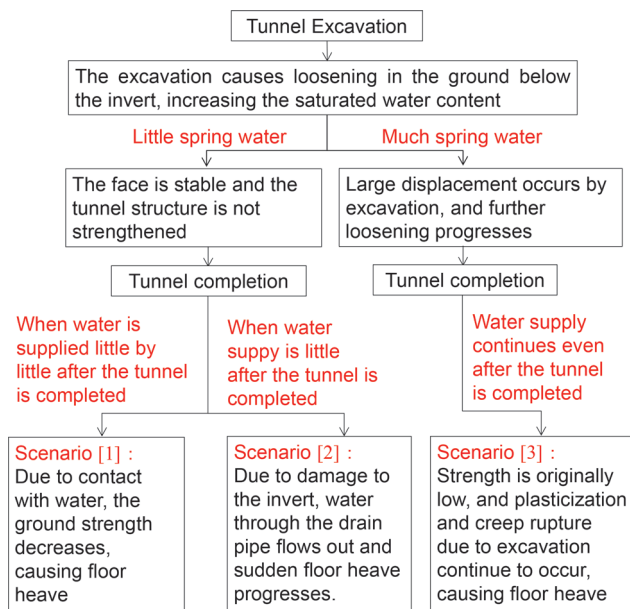 Tunnel Excavation
The excavation causes loosening in the ground below
the invert, increasing the saturated water content
Little spring water
Much spring water
The face is stable and the
tunnel structure is not
strengthened
Large displacement occurs by
excavation, and further
loosening progresses
Tunnel completion
Tunnel completion
When water is
supplied little by
little after the tunnel
is completed
When water
suppy is little
after the tunnel is
completed
Water supply
continues even
after the tunnel
is completed
Scenario [1] :
Due to contact
with water, the
ground strength
decreases,
causing floor
heave
Scenario [2] :
Due to damage to
the invert, water
through the drain
pipe flows out and
sudden floor heave
progresses.
Scenario [3] :
Strength is originally
low, and plasticization
and creep rupture
due to excavation
continue to occur,
causing floor heave